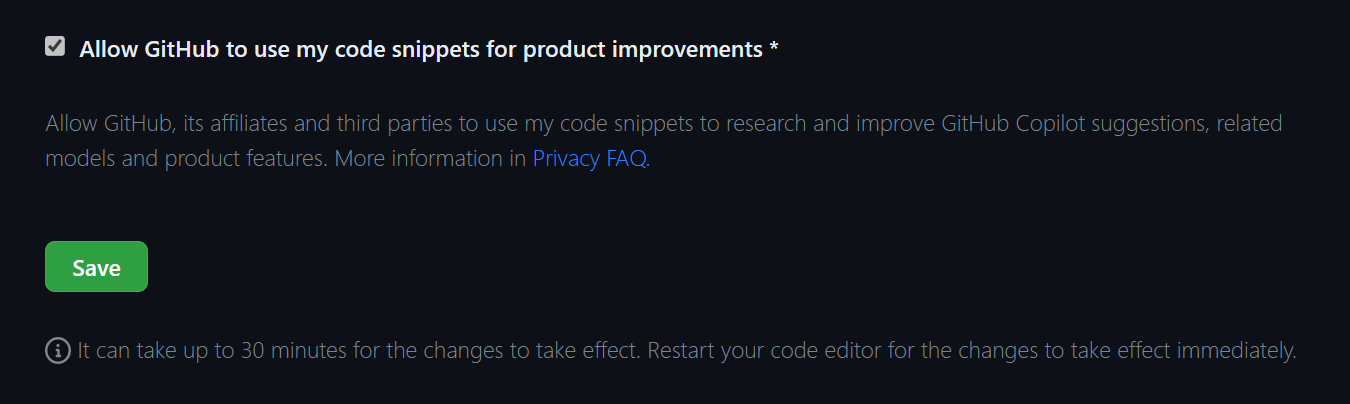 Allow GitHub to use my code snippets for product improvements *
Allow GitHub, its affiliates and third parties to use my code snippets to research and improve GitHub Copilot suggestions, related
models and product features. More information in Privacy FAQ.
Save
It can take up to 30 minutes for the changes to take effect. Restart your code editor for the changes to take effect immediately.